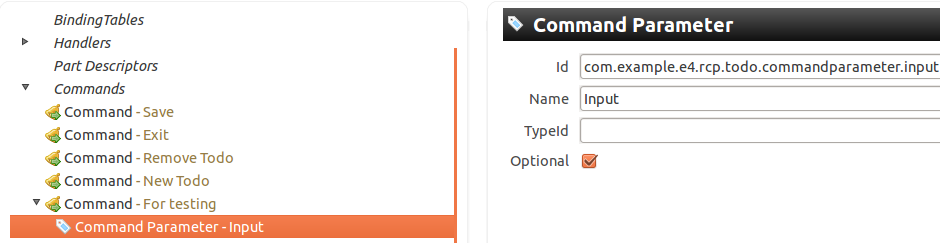 BindingTables
Handlers
Part Descriptors
Commands
Command - Save
Command - Exit
Command - Remove Todo
Command - New Todo
Command - For testing
Command Parameter - Input
Command Parameter
Id com.example.e4.rcp.todo.commandparameter.input
Name Input
TypeId
Optional